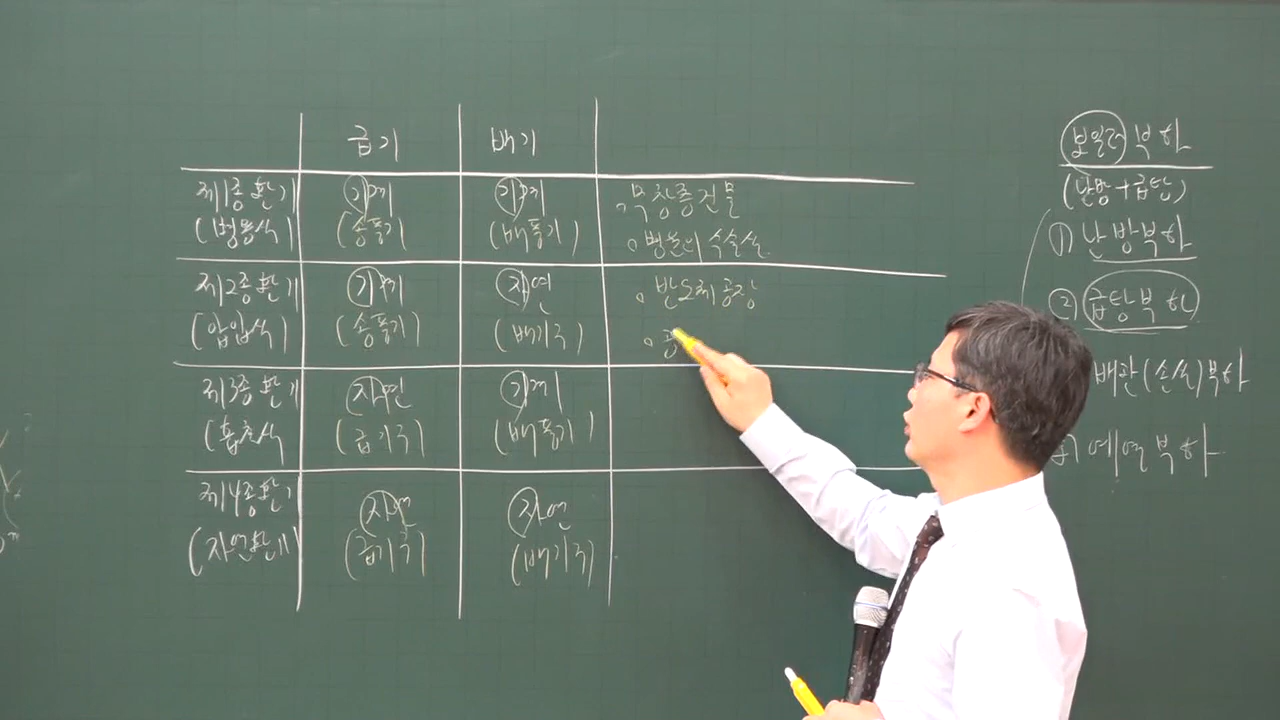 급기 배기
제1종환기 기계 기계 무창층건물
(병용식) (송풍기) (배풍기) 병원의 수술실
제2종환기 기계 자연 반도체공장
(압입식) (송풍기) (배기구)
제3종환기 자연 기계
(흡출식 (급기구) (배풍기)
제4종환기 자연 자연
(자연환기) (급기구) (배기구)
보일러 부하
(난방+급탕)
① 난방부하
② 급탕부하
배관(손실)부하
예열부하